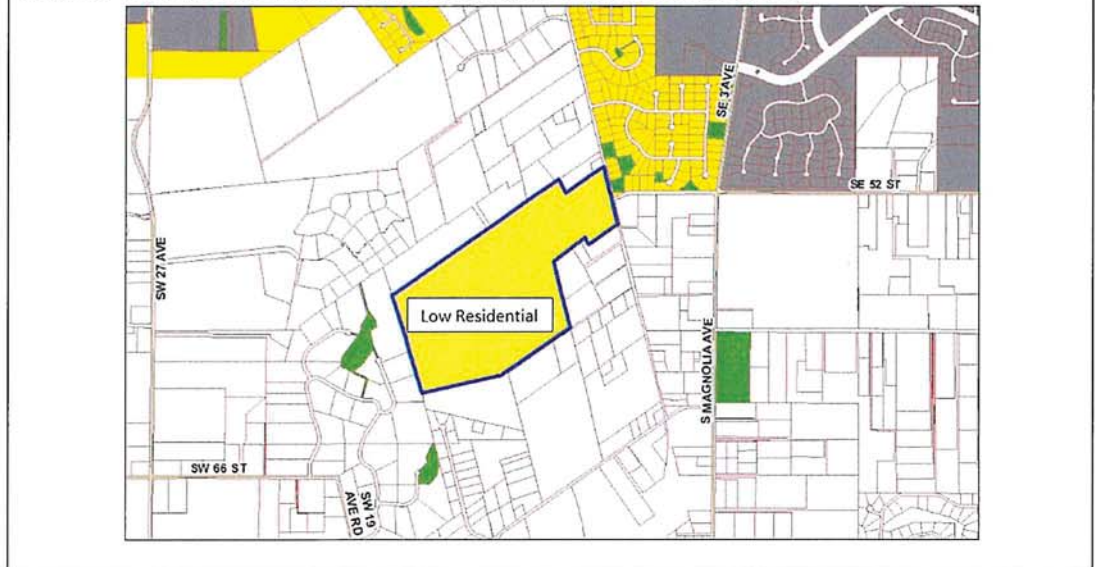 SE 3 AVE
SE 52 ST
SW 27 AVE
Low Residential
S MAGNOLIA AVE
SW 66 ST
SW 19
AVE RD